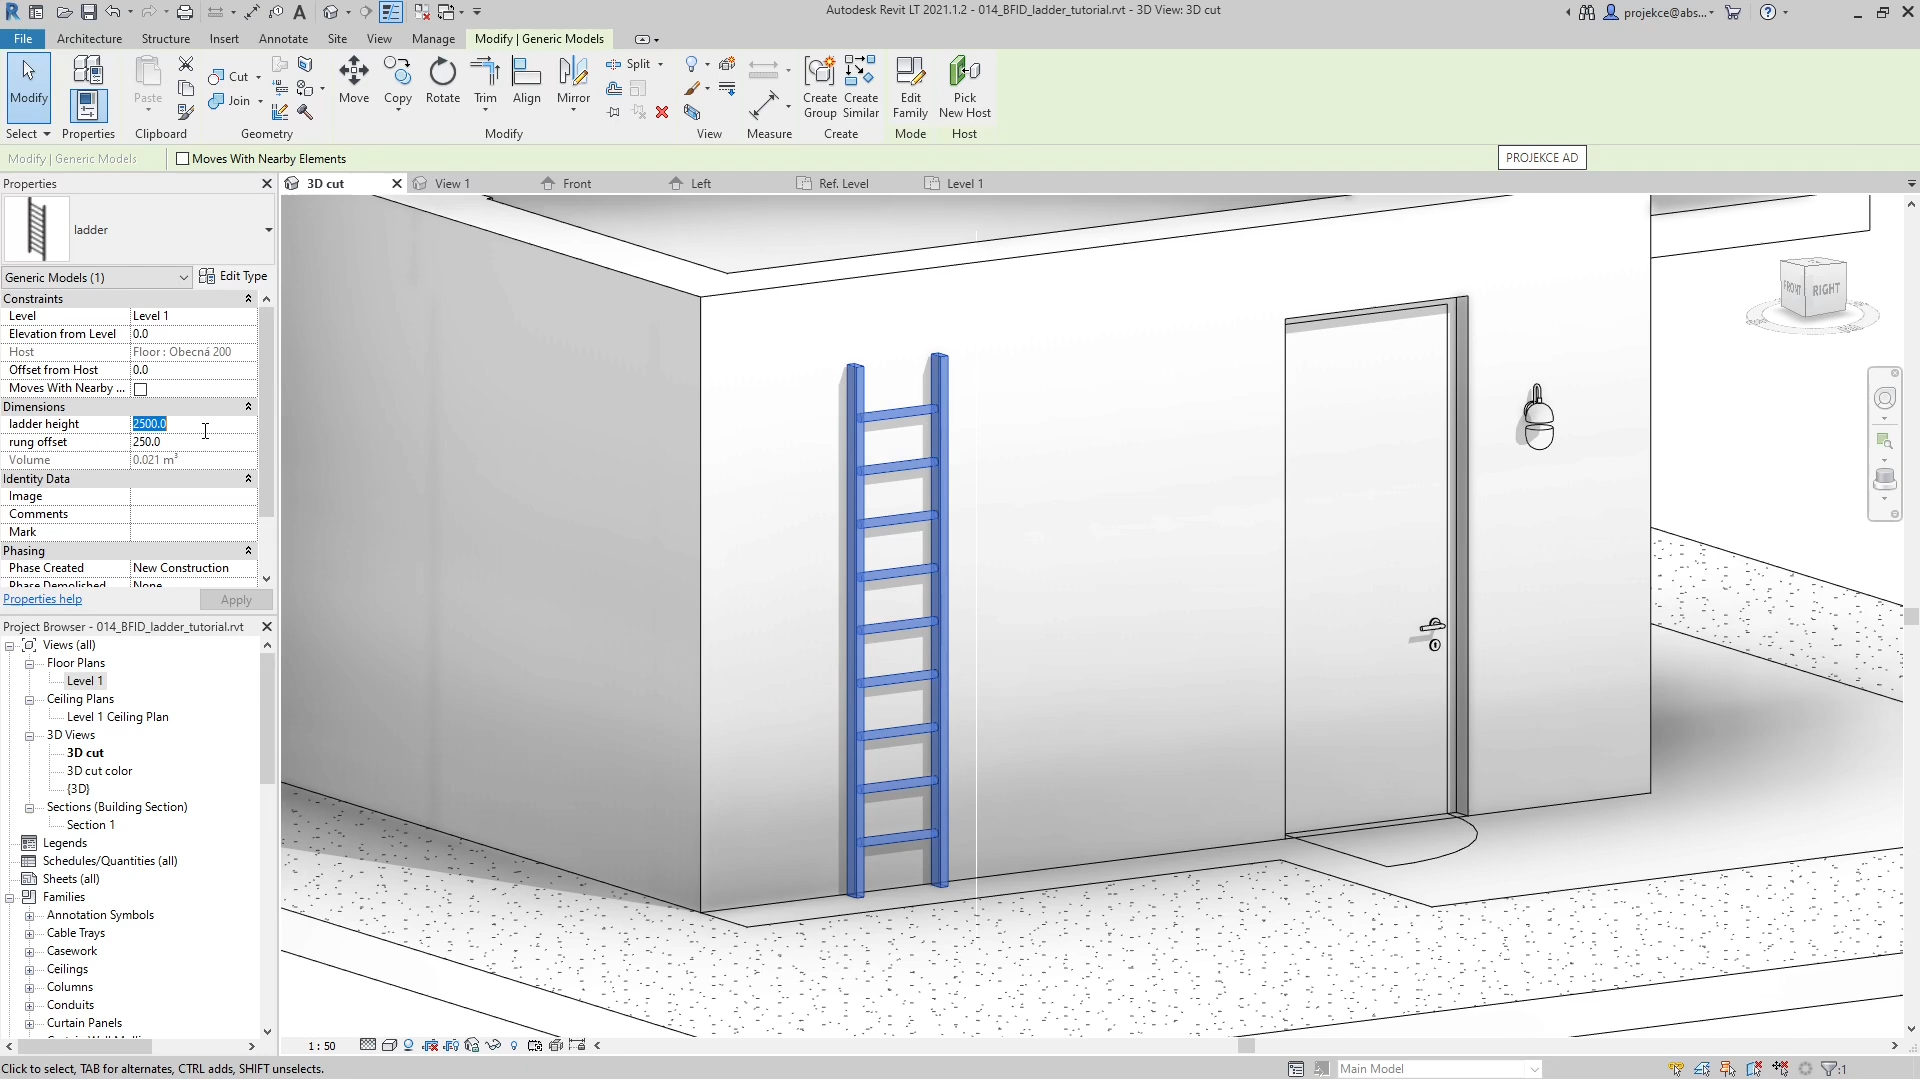 Autodesk Revit LT 2021.1.2 - 014_BFID_ladder_tutorial.rvt - 3D View: 3D cut
projekce@abs...
File
Architecture
Structure
Insert
Annotate
Site
View
Manage
Modify | Generic Models
Modify
Paste
Cut
Join
Move
Copy
Rotate
Trim
Align
Mirror
Split
Create Group
Create Similar
Edit Family
Pick New Host
Select
Properties
Clipboard
Geometry
Modify
View
Measure
Create
Mode
Host
Modify | Generic Models
Moves With Nearby Elements
PROJEKCE AD
Properties
3D cut
View 1
Front
Left
Ref. Level
Level 1
ladder
Generic Models (1)
Edit Type
Constraints
Level Level 1
Elevation from Level 0.0
Host Floor : Obecná 200
Offset from Host 0.0
Moves With Nearby ...
Dimensions
ladder height 2500.0
rung offset 250.0
Volume 0.021 m³
Identity Data
Image
Comments
Mark
Phasing
Phase Created New Construction
Phase Demolished None
Properties help
Apply
FRONT
RIGHT
Project Browser - 014_BFID_ladder_tutorial.rvt
Views (all)
Floor Plans
Level 1
Ceiling Plans
Level 1 Ceiling Plan
3D Views
3D cut
3D cut color
{3D}
Sections (Building Section)
Section 1
Legends
Schedules/Quantities (all)
Sheets (all)
Families
Annotation Symbols
Cable Trays
Casework
Ceilings
Columns
Conduits
Curtain Panels
1 : 50
Click to select, TAB for alternates, CTRL adds, SHIFT unselects.
Main Model
:1